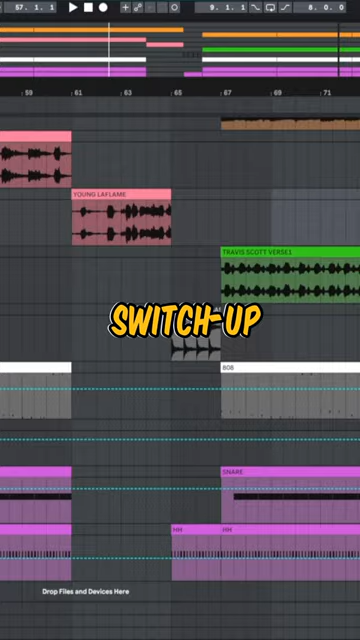 57. 1. 1
9. 1. 1
8. 0. 0
59
61
63
65
67
69
71
YOUNG LAFLAME
TRAVIS SCOTT VERSE1
SWITCH-UP
808
SNARE
HH
HH
Drop Files and Devices Here